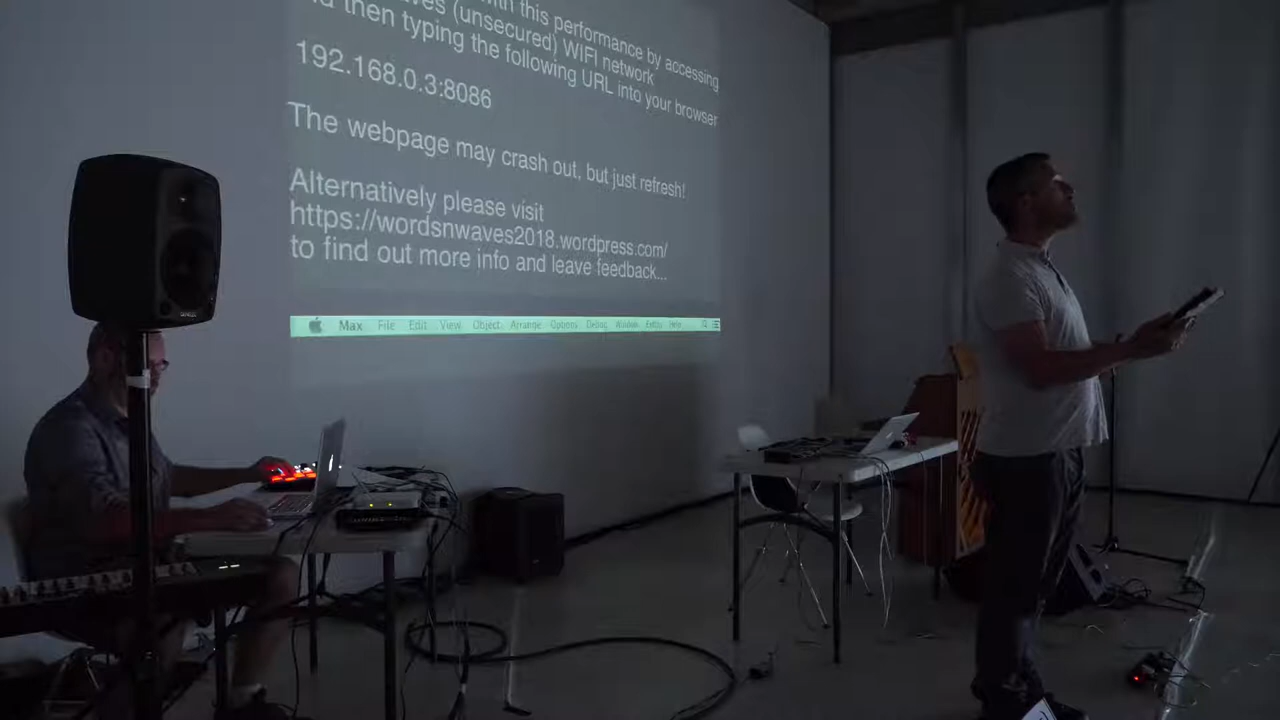 with this performance by accessing
(unsecured) WIFI network
then typing the following URL into your browser
192.168.0.3:8086
The webpage may crash out, but just refresh!
Alternatively please visit
https://wordsnwaves2018.wordpress.com/
to find out more info and leave feedback...
Max File Edit View Object Arrange Options Debug Window Extras Help